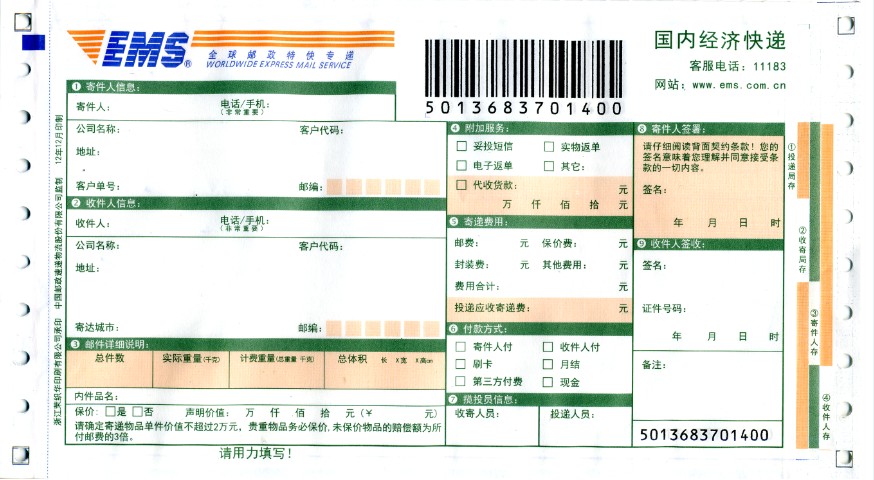 EMS®
全球邮政特快专递
WORLDWIDE EXPRESS MAIL SERVICE
5013683701400
国内经济快递
客服电话：11183
网站：www.ems.com.cn
❶ 寄件人信息：
寄件人：　电话/手机：
（非常重要）
公司名称：　客户代码：
地址：
客户单号：　邮编：
❷ 收件人信息：
收件人：　电话/手机：
（非常重要）
公司名称：　客户代码：
地址：
寄达城市：　邮编：
❸ 邮件详细说明：
总件数　实际重量(千克)　计费重量(总重量 千克)　总体积　长　X宽　X高cm
内件品名：
保价：□是 □否　声明价值：　万　仟　佰　拾　元（￥　元）
请确定寄递物品单件价值不超过2万元，贵重物品务必保价，未保价物品的赔偿额为所
付邮费的3倍。
请用力填写！
❹ 附加服务：
□ 妥投短信　□ 实物返单
□ 电子返单　□ 其它：
□ 代收货款：　元
万　仟　佰　拾　元
❺ 寄递费用：
邮费：　元　保价费：　元
封装费：　元　其他费用：　元
费用合计：　元
投递应收寄递费：　元
❻ 付款方式：
□ 寄件人付　□ 收件人付
□ 刷卡　□ 月结
□ 第三方付费　□ 现金
❼ 揽投员信息：
收寄人员：　投递人员：
❽ 寄件人签署：
请仔细阅读背面契约条款！您的
签名意味着您理解并同意接受条
款的一切内容。
签名：
年　月　日　时
❾ 收件人签收：
签名：
证件号码：
年　月　日　时
备注：
5013683701400
①投递局存
②收寄局存
③寄件人存
④收件人存
中国邮政速递物流股份有限公司监制　12年12月印制